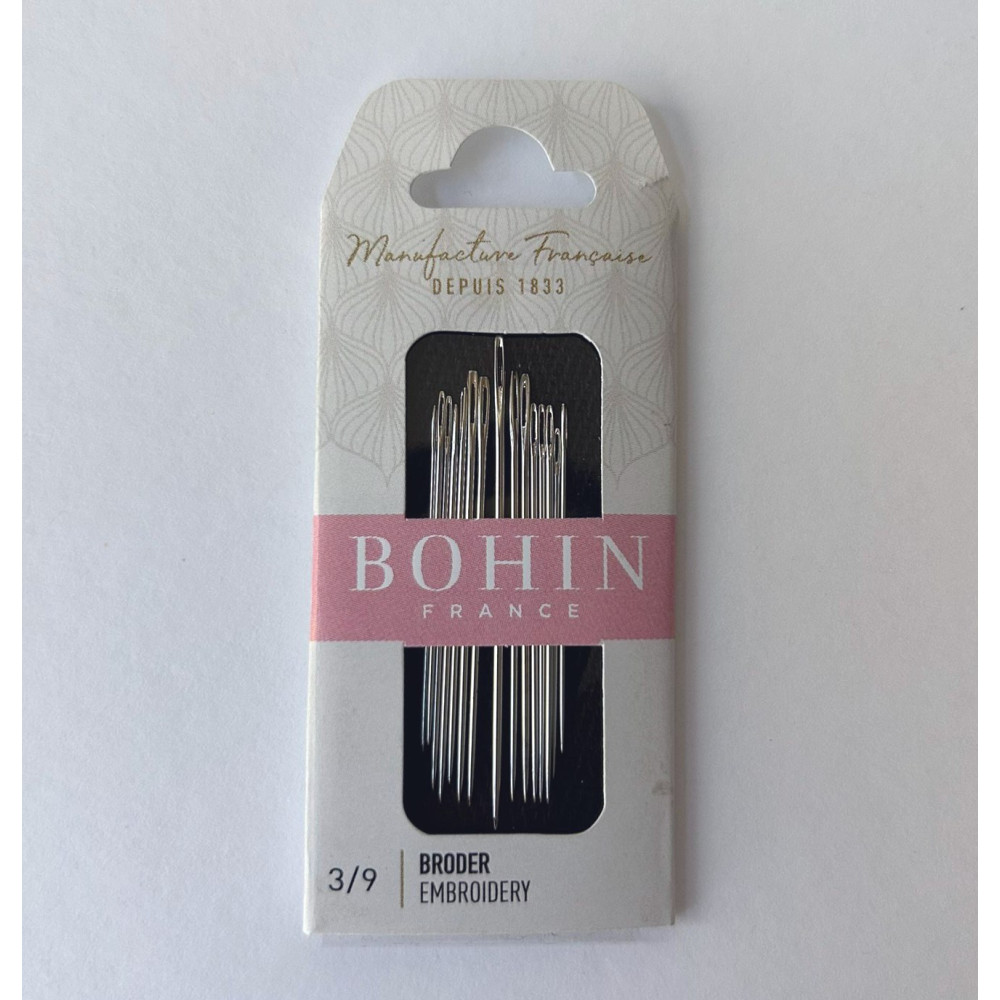 Manufacture Française
DEPUIS 1833
BOHIN
FRANCE
3/9
BRODER
EMBROIDERY